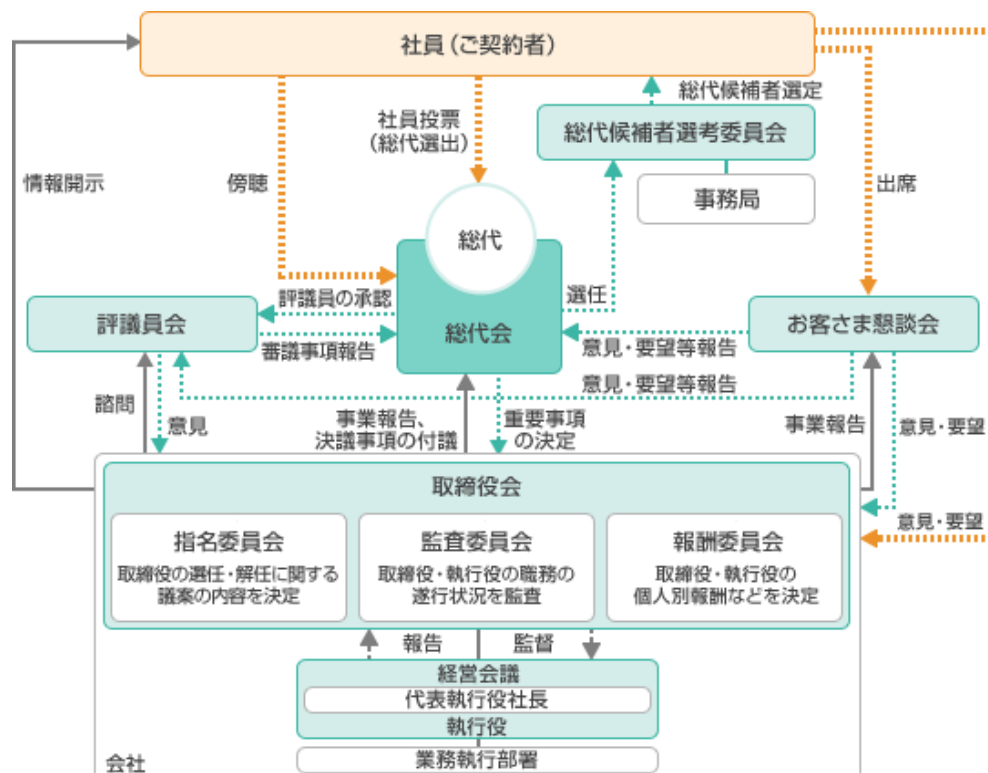 社員（ご契約者）
総代候補者選定
社員投票
（総代選出）
総代候補者選考委員会
情報開示
傍聴
事務局
出席
総代
評議員の承認
選任
評議員会
総代会
お客さま懇談会
審議事項報告
意見・要望等報告
意見・要望等報告
諮問
意見
事業報告、
決議事項の付議
重要事項
の決定
事業報告
意見・要望
取締役会
意見・要望
指名委員会
取締役の選任・解任に関する
議案の内容を決定
監査委員会
取締役・執行役の職務の
遂行状況を監査
報酬委員会
取締役・執行役の
個人別報酬などを決定
報告
監督
経営会議
代表執行役社長
執行役
業務執行部署
会社